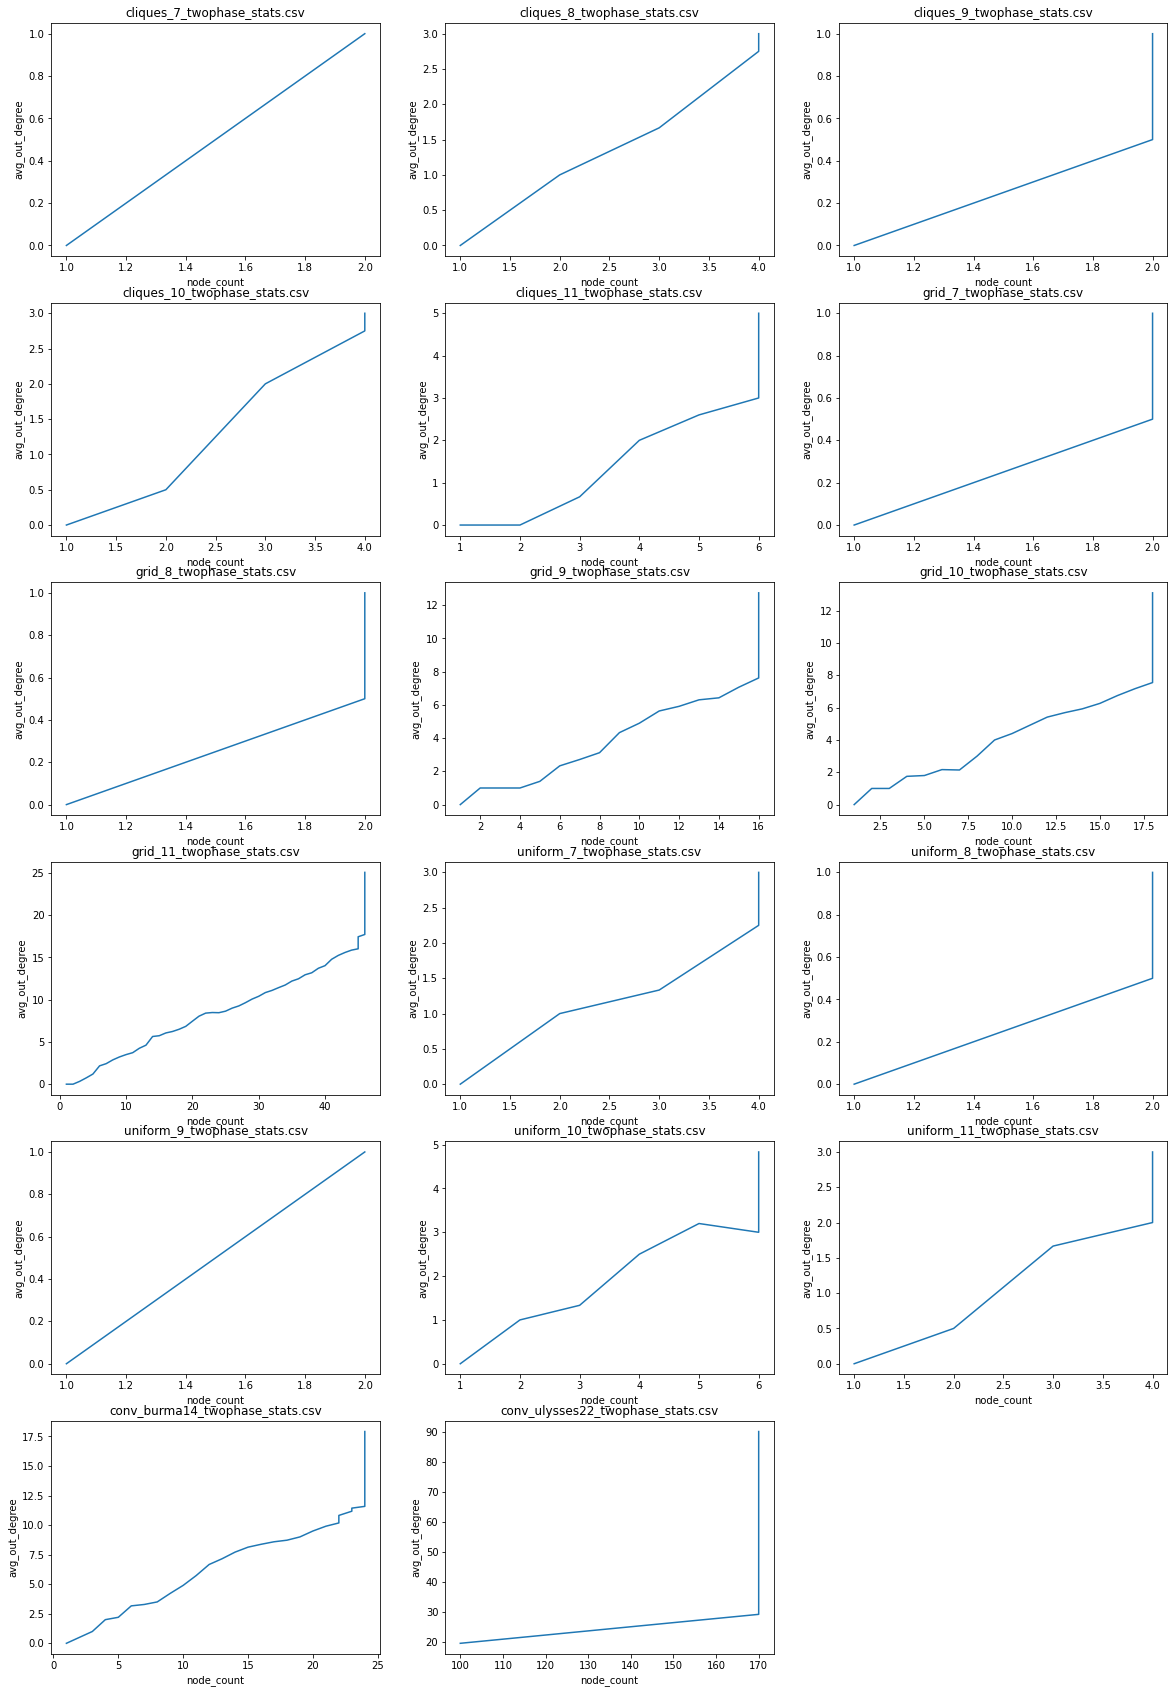 cliques_7_twophase_stats.csv
1.0
0.8
0.6
0.4
0.2
0.0
avg_out_degree
1.0 1.2 1.4 1.6 1.8 2.0
node_count
cliques_8_twophase_stats.csv
3.0
2.5
2.0
1.5
1.0
0.5
0.0
avg_out_degree
1.0 1.5 2.0 2.5 3.0 3.5 4.0
node_count
cliques_9_twophase_stats.csv
1.0
0.8
0.6
0.4
0.2
0.0
avg_out_degree
1.0 1.2 1.4 1.6 1.8 2.0
node_count
cliques_10_twophase_stats.csv
3.0
2.5
2.0
1.5
1.0
0.5
0.0
avg_out_degree
1.0 1.5 2.0 2.5 3.0 3.5 4.0
node_count
cliques_11_twophase_stats.csv
5
4
3
2
1
0
avg_out_degree
1 2 3 4 5 6
node_count
grid_7_twophase_stats.csv
1.0
0.8
0.6
0.4
0.2
0.0
avg_out_degree
1.0 1.2 1.4 1.6 1.8 2.0
node_count
grid_8_twophase_stats.csv
1.0
0.8
0.6
0.4
0.2
0.0
avg_out_degree
1.0 1.2 1.4 1.6 1.8 2.0
node_count
grid_9_twophase_stats.csv
12
10
8
6
4
2
0
avg_out_degree
2 4 6 8 10 12 14 16
node_count
grid_10_twophase_stats.csv
12
10
8
6
4
2
0
avg_out_degree
2.5 5.0 7.5 10.0 12.5 15.0 17.5
node_count
grid_11_twophase_stats.csv
25
20
15
10
5
0
avg_out_degree
0 10 20 30 40
node_count
uniform_7_twophase_stats.csv
3.0
2.5
2.0
1.5
1.0
0.5
0.0
avg_out_degree
1.0 1.5 2.0 2.5 3.0 3.5 4.0
node_count
uniform_8_twophase_stats.csv
1.0
0.8
0.6
0.4
0.2
0.0
avg_out_degree
1.0 1.2 1.4 1.6 1.8 2.0
node_count
uniform_9_twophase_stats.csv
1.0
0.8
0.6
0.4
0.2
0.0
avg_out_degree
1.0 1.2 1.4 1.6 1.8 2.0
node_count
uniform_10_twophase_stats.csv
5
4
3
2
1
0
avg_out_degree
1 2 3 4 5 6
node_count
uniform_11_twophase_stats.csv
3.0
2.5
2.0
1.5
1.0
0.5
0.0
avg_out_degree
1.0 1.5 2.0 2.5 3.0 3.5 4.0
node_count
conv_burma14_twophase_stats.csv
17.5
15.0
12.5
10.0
7.5
5.0
2.5
0.0
avg_out_degree
0 5 10 15 20 25
node_count
conv_ulysses22_twophase_stats.csv
90
80
70
60
50
40
30
20
avg_out_degree
100 110 120 130 140 150 160 170
node_count